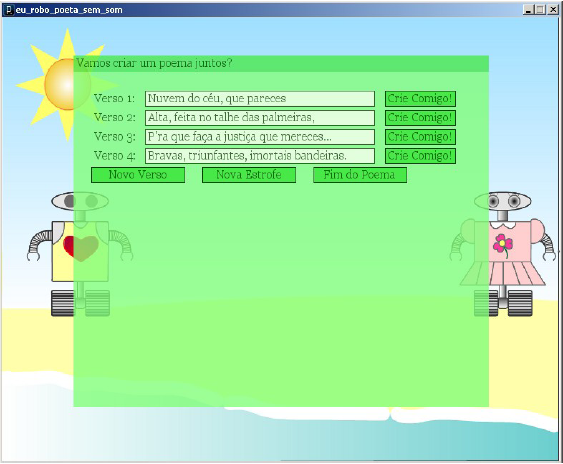 eu_robo_poeta_sem_som
Vamos criar um poema juntos?
Verso 1: Nuvem do céu, que pareces Crie Comigo!
Verso 2: Alta, feita no talhe das palmeiras, Crie Comigo!
Verso 3: P'ra que faça a justiça que mereces... Crie Comigo!
Verso 4: Bravas, triunfantes, imortais bandeiras. Crie Comigo!
Novo Verso Nova Estrofe Fim do Poema